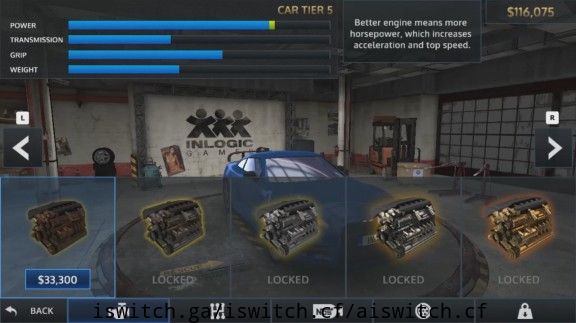 CAR TIER 5
$116,075
POWER
TRANSMISSION
GRIP
WEIGHT
Better engine means more
horsepower, which increases
acceleration and top speed.
L
R
INLOGIC
GAMES
$33,300
LOCKED
LOCKED
LOCKED
LOCKED
BACK